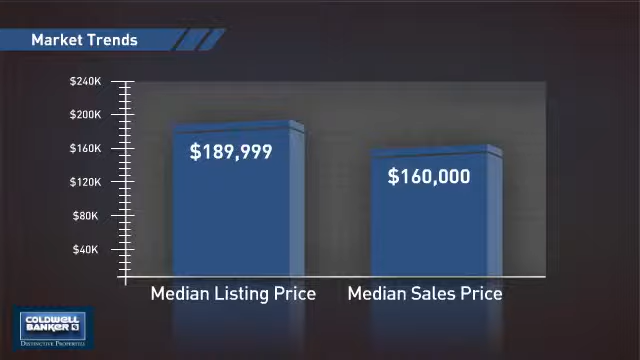 Market Trends
$240K
$200K
$160K
$120K
$80K
$40K
$189,999
$160,000
Median Listing Price
Median Sales Price
COLDWELL
BANKER
DISTINCTIVE PROPERTIES